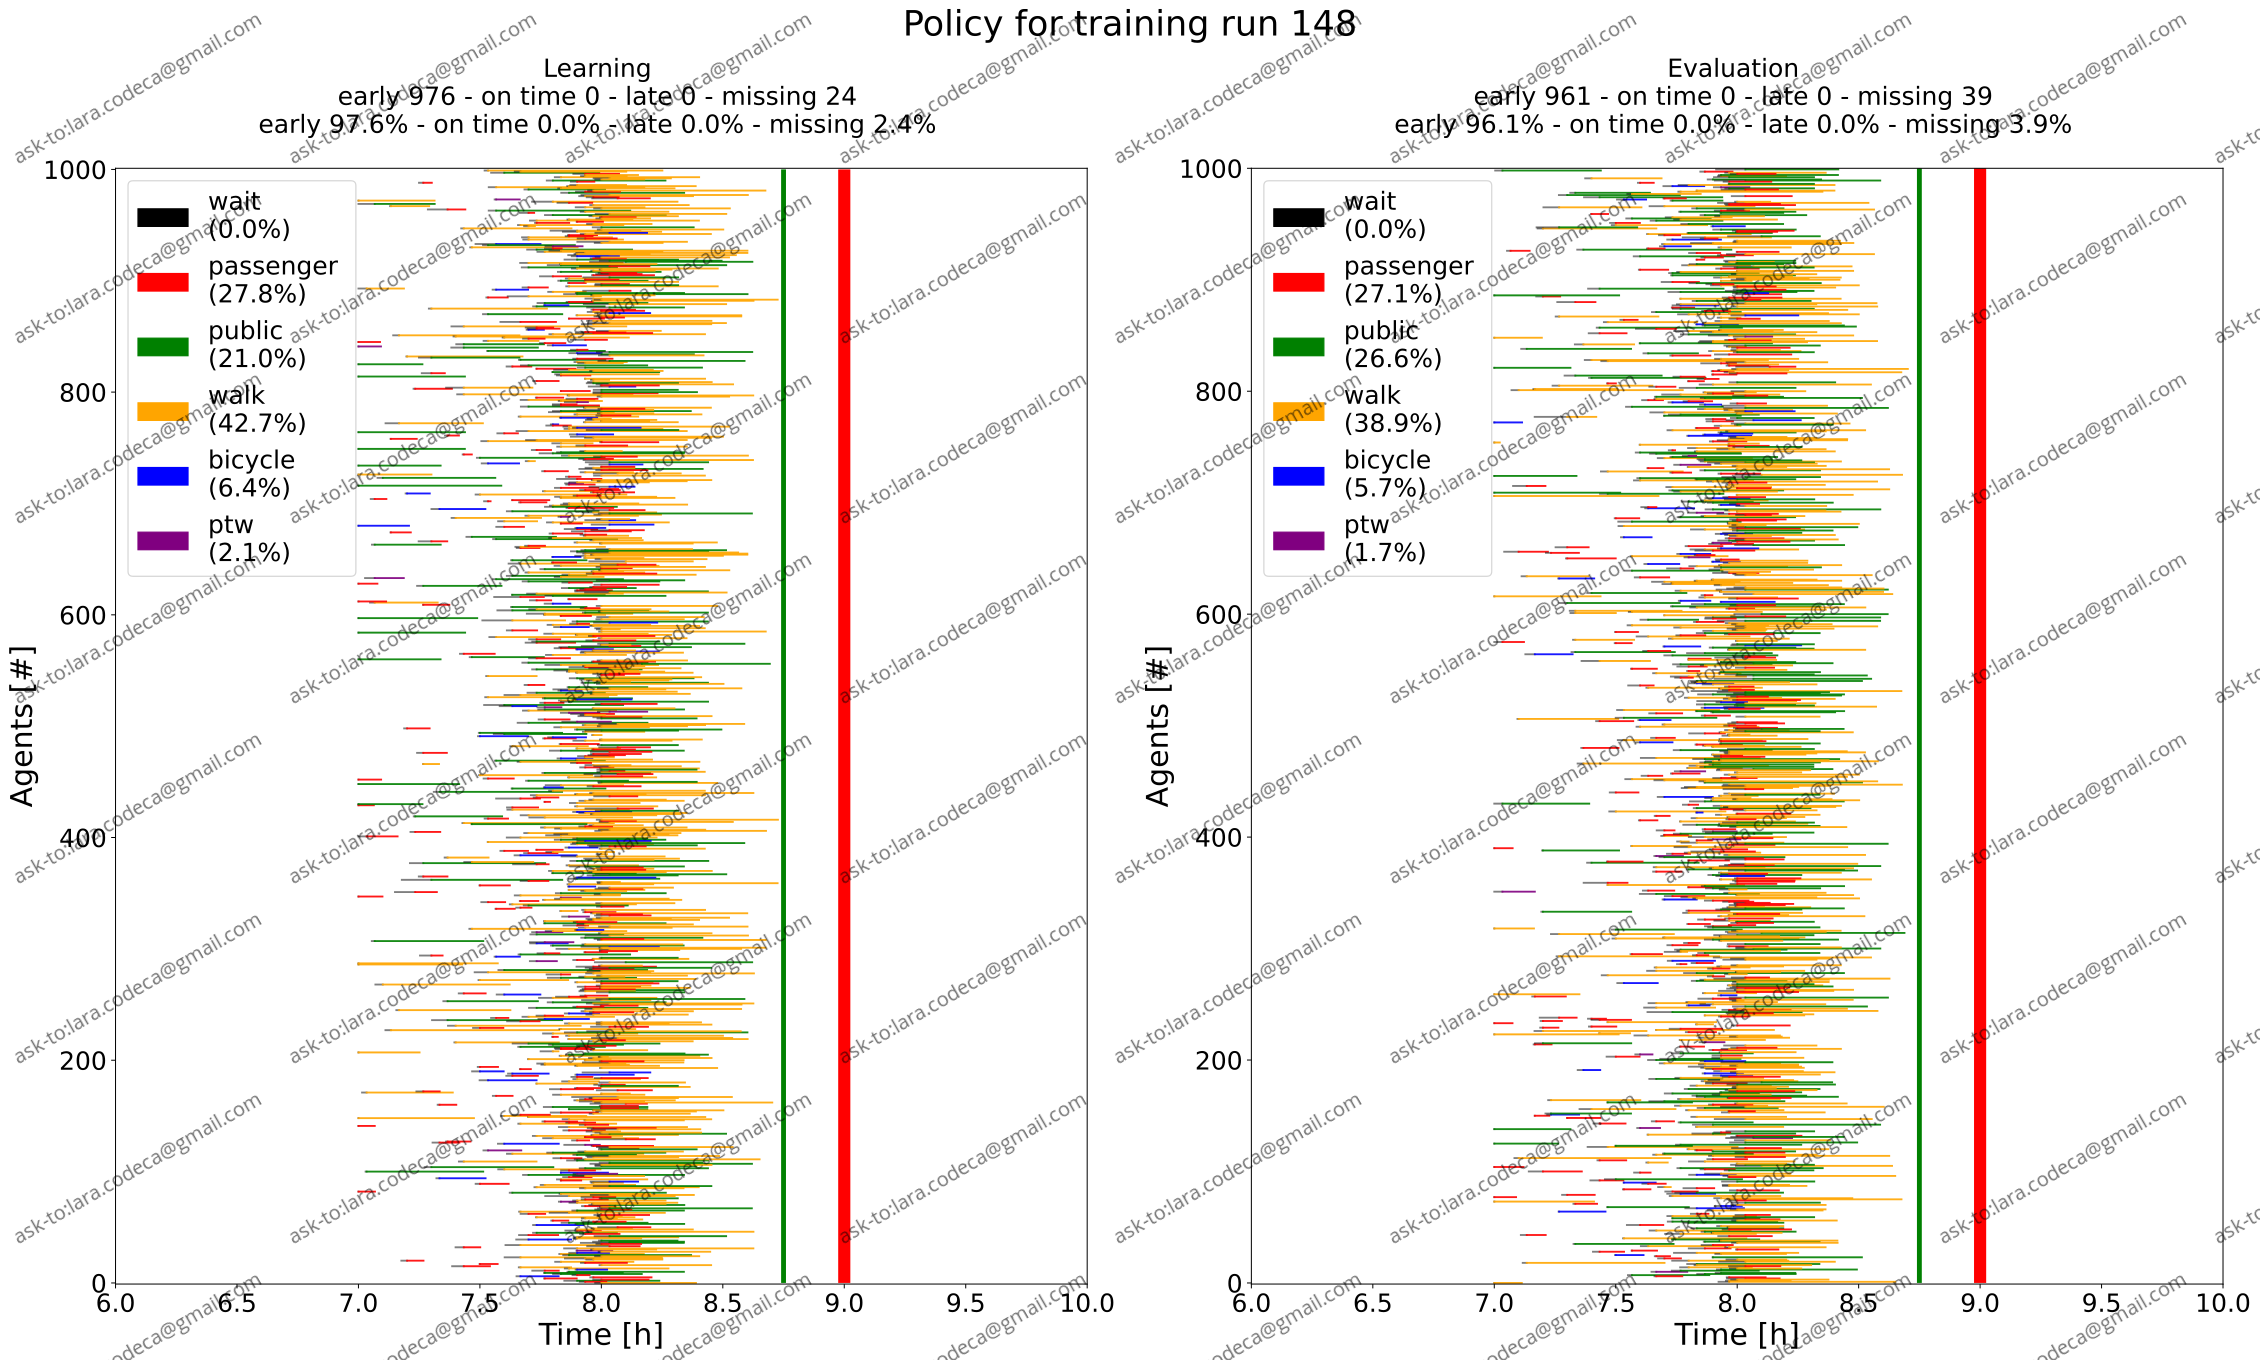 Policy for training run 148
Learning
early 976 - on time 0 - late 0 - missing 24
early 97.6% - on time 0.0% - late 0.0% - missing 2.4%
1000
800
600
400
200
0
Agents [#]
wait
(0.0%)
passenger
(27.8%)
public
(21.0%)
walk
(42.7%)
bicycle
(6.4%)
ptw
(2.1%)
6.0 6.5 7.0 7.5 8.0 8.5 9.0 9.5 10.0
Time [h]
Evaluation
early 961 - on time 0 - late 0 - missing 39
early 96.1% - on time 0.0% - late 0.0% - missing 3.9%
1000
800
600
400
200
0
Agents [#]
wait
(0.0%)
passenger
(27.1%)
public
(26.6%)
walk
(38.9%)
bicycle
(5.7%)
ptw
(1.7%)
6.0 6.5 7.0 7.5 8.0 8.5 9.0 9.5 10.0
Time [h]
ask-to:lara.codeca@gmail.com